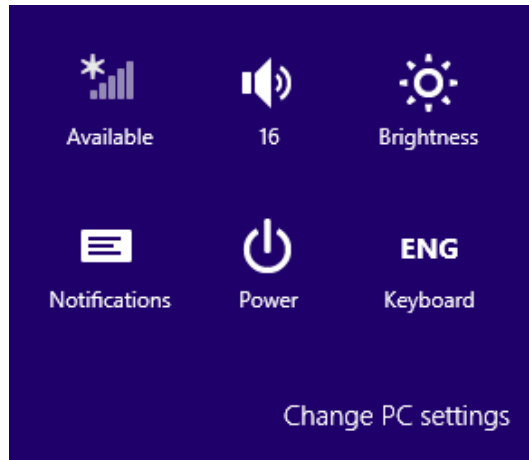 Available 16 Brightness
ENG
Notifications Power Keyboard
Change PC settings